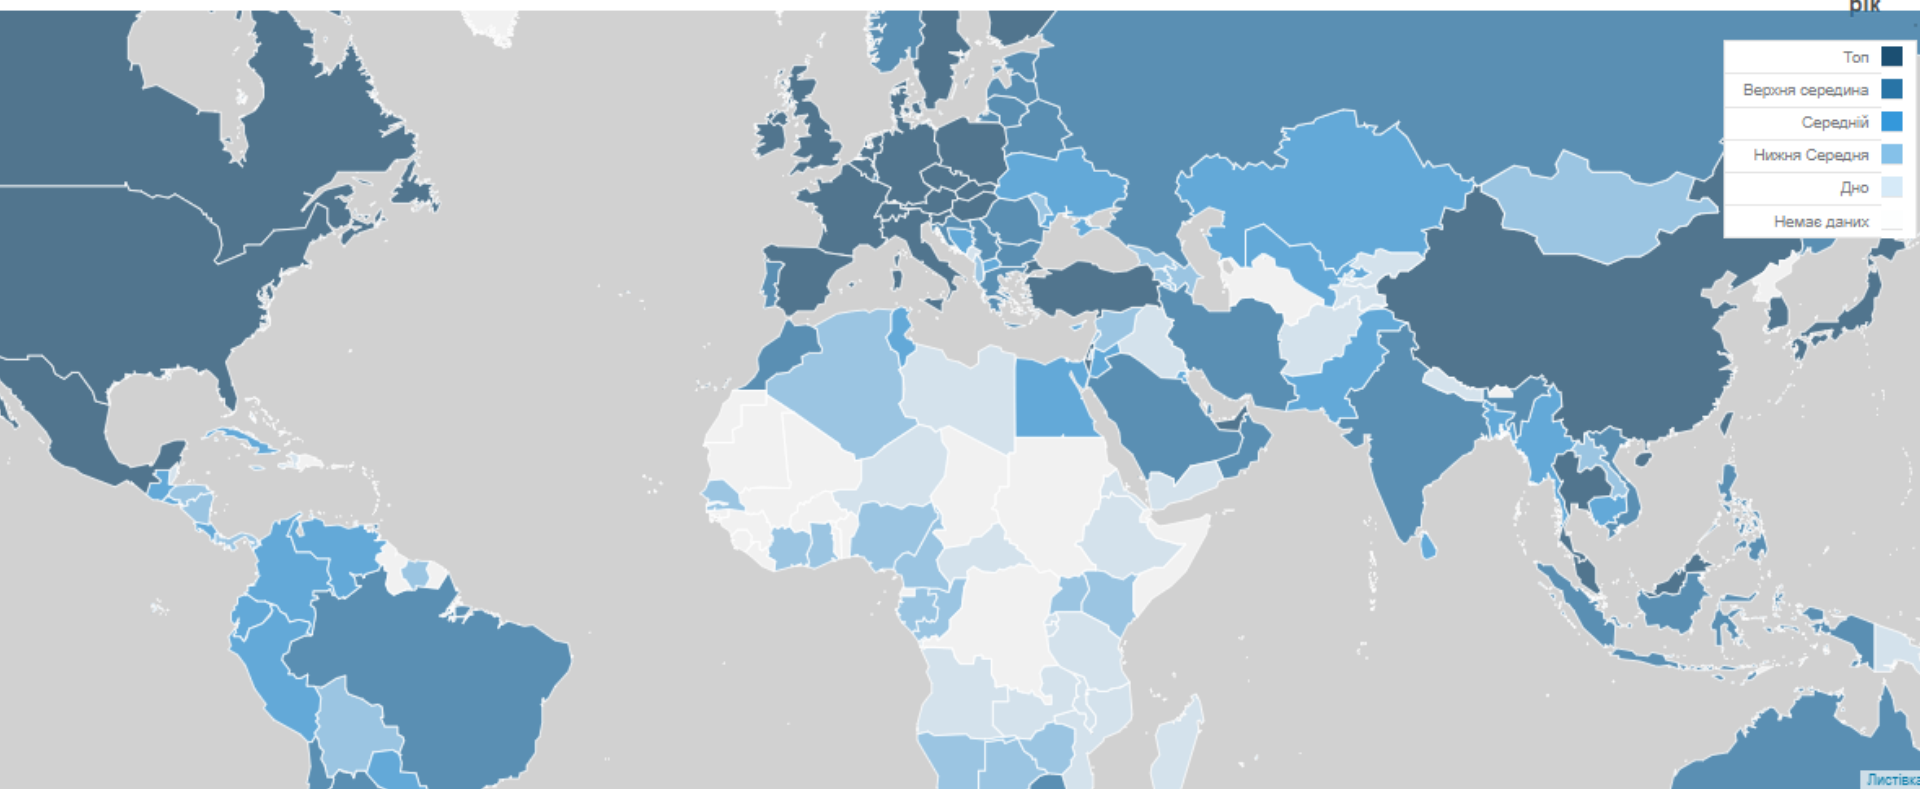 рік
Топ
Верхня середина
Середній
Нижня Середня
Дно
Немає даних
Листівка